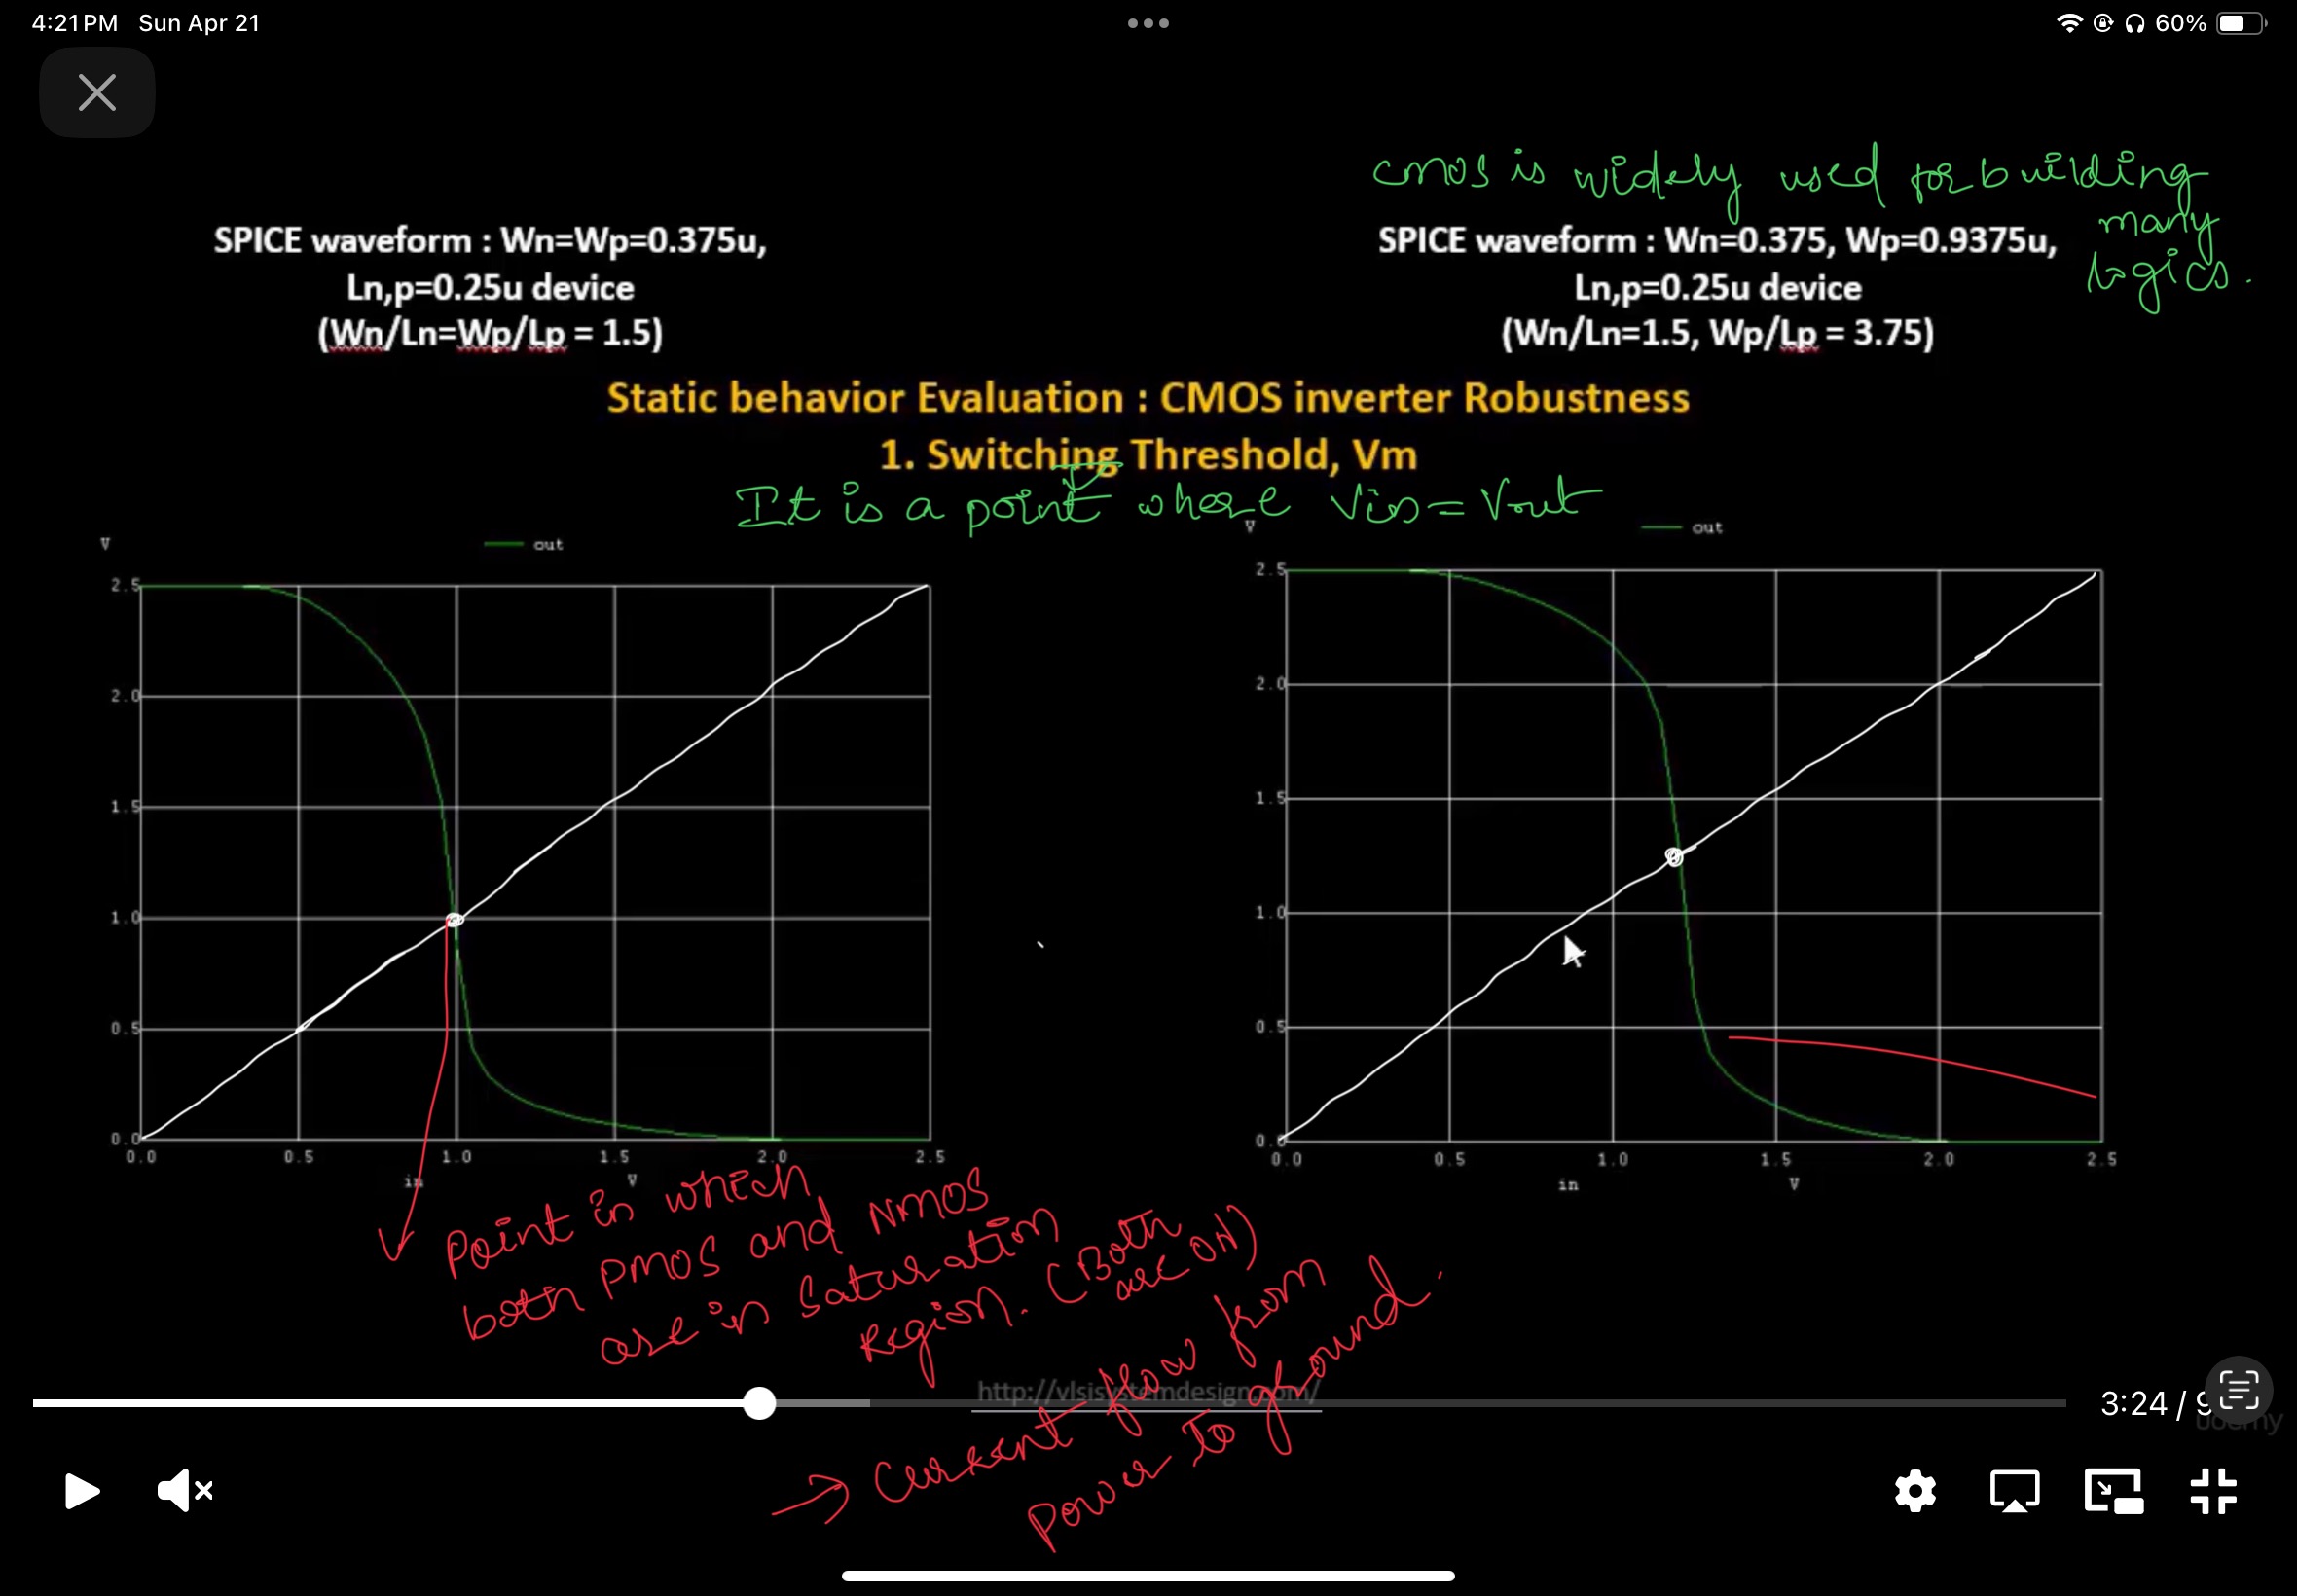 4:21 PM Sun Apr 21
60%
cmos is widely used for building
many
logics.
SPICE waveform : Wn=Wp=0.375u,
Ln,p=0.25u device
(Wn/Ln=Wp/Lp = 1.5)
SPICE waveform : Wn=0.375, Wp=0.9375u,
Ln,p=0.25u device
(Wn/Ln=1.5, Wp/Lp = 3.75)
Static behavior Evaluation : CMOS inverter Robustness
1. Switching Threshold, Vm
It is a point where Vin = Vout
V
out
2.5
2.0
1.5
1.0
0.5
0.0
0.0 0.5 1.0 1.5 2.0 2.5
in V
V
out
2.5
2.0
1.5
1.0
0.5
0.0
0.0 0.5 1.0 1.5 2.0 2.5
in V
Point in which
both PMOS and NMOS
are in Saturation
Region. (Both
are ON)
→ Current flow from
power to ground.
http://vlsisystemdesign.com/
3:24 / 9
udemy